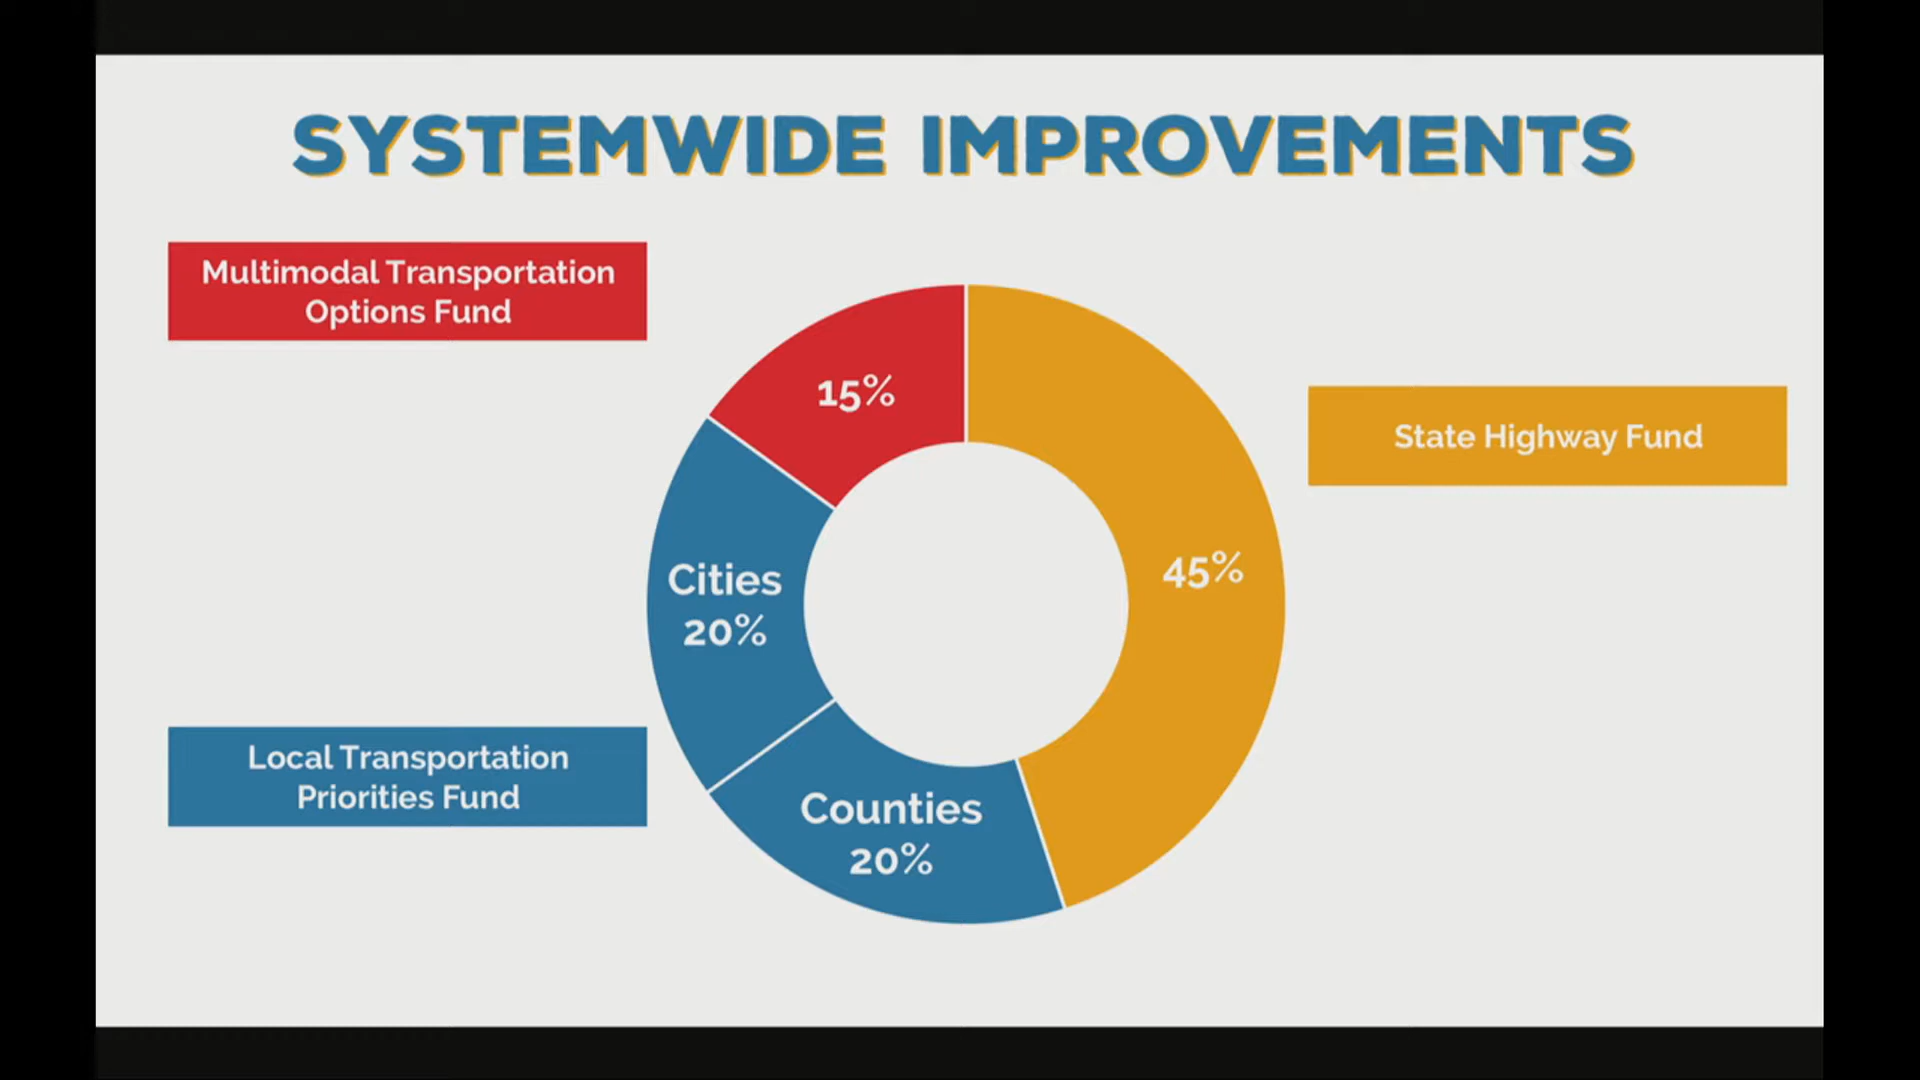 SYSTEMWIDE IMPROVEMENTS
Multimodal Transportation
Options Fund
15%
State Highway Fund
45%
Cities
20%
Local Transportation
Priorities Fund
Counties
20%